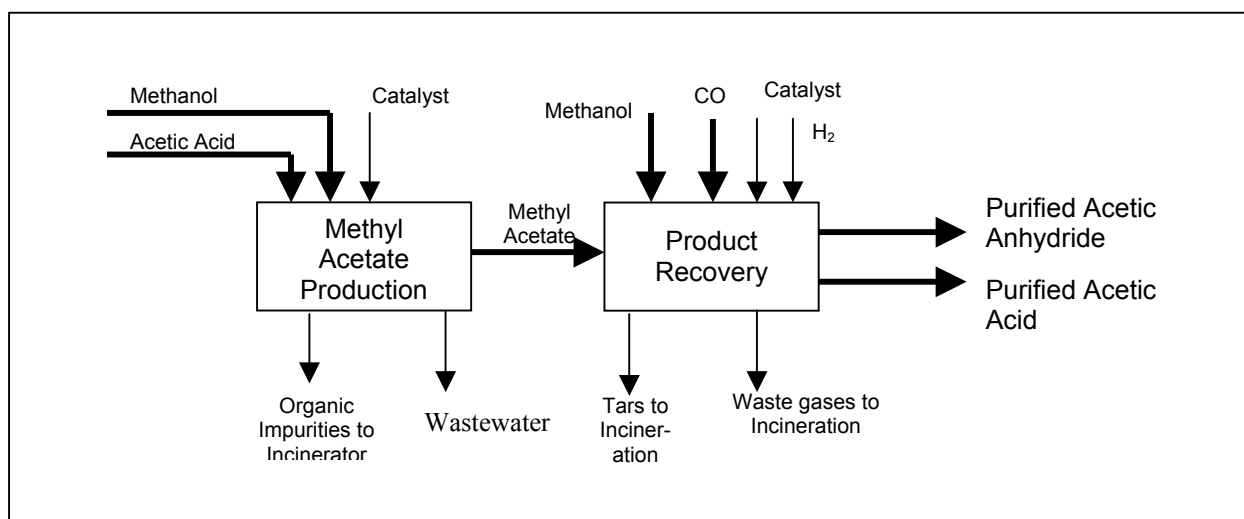 Methanol
Acetic Acid
Catalyst
Methanol
CO
Catalyst
H₂
Methyl
Acetate
Production
Methyl
Acetate
Product
Recovery
Purified Acetic
Anhydride
Purified Acetic
Acid
Organic
Impurities to
Incinerator
Wastewater
Tars to
Inciner-
ation
Waste gases to
Incineration